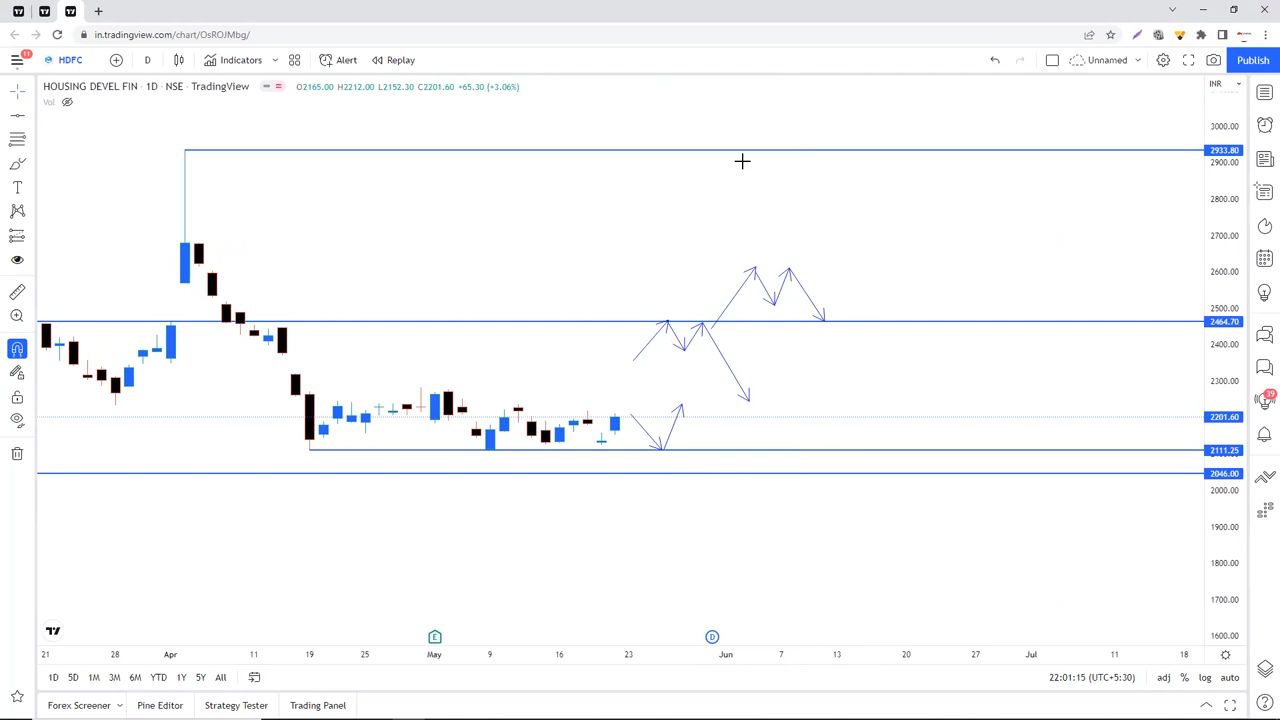 in.tradingview.com/chart/OsROJMbg/
11
HDFC
D
Indicators
Alert
Replay
Unnamed
Publish
HOUSING DEVEL FIN · 1D · NSE · TradingView
O2165.00 H2212.00 L2152.30 C2201.60 +65.30 (+3.06%)
INR
Vol
3000.00
2933.80
2900.00
2800.00
2700.00
2600.00
2500.00
2464.70
2400.00
2300.00
2201.60
2111.25
2046.00
2000.00
1900.00
1800.00
1700.00
1600.00
39
E
D
21 28 Apr 11 19 25 May 9 16 23 Jun 7 13 20 27 Jul 11 18
1D 5D 1M 3M 6M YTD 1Y 5Y All
22:01:15 (UTC+5:30)
adj % log auto
Forex Screener
Pine Editor
Strategy Tester
Trading Panel